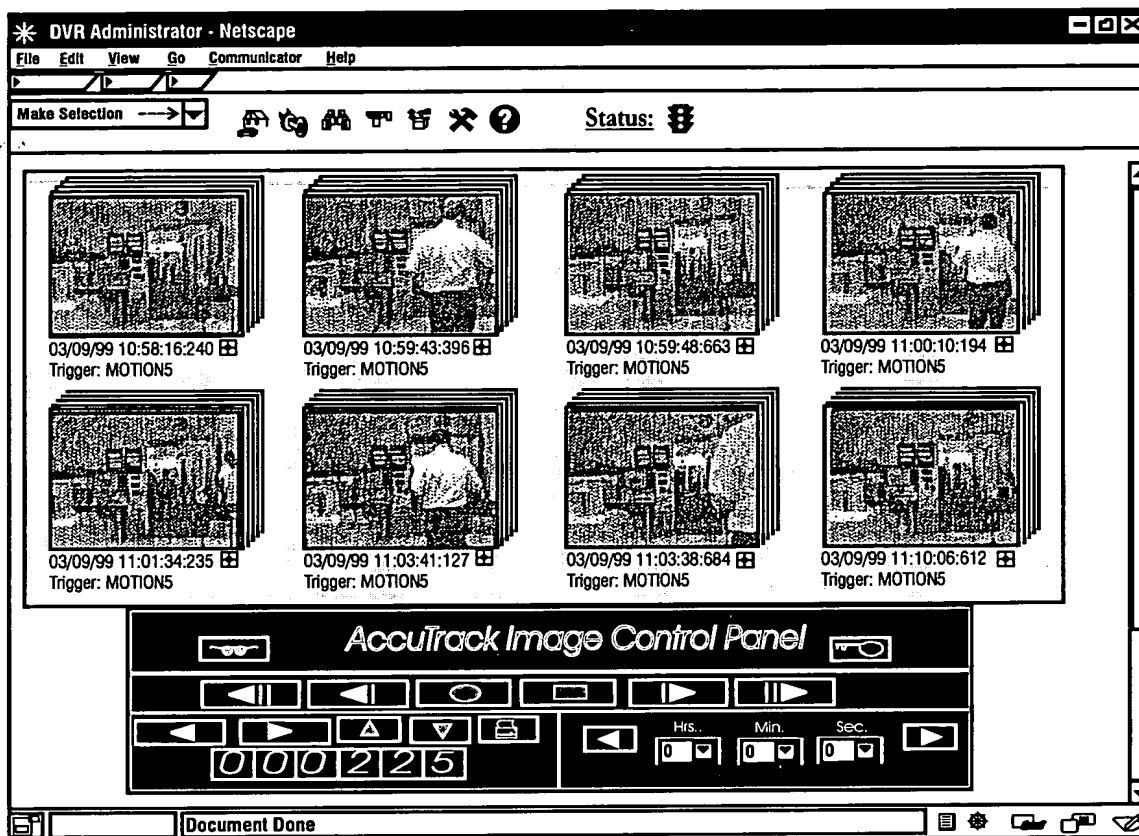 DVR Administrator - Netscape
File Edit View Go Communicator Help
Make Selection ---->
Status:
03/09/99 10:58:16:240
Trigger: MOTION5
03/09/99 10:59:43:396
Trigger: MOTION5
03/09/99 10:59:48:663
Trigger: MOTION5
03/09/99 11:00:10:194
Trigger: MOTION5
03/09/99 11:01:34:235
Trigger: MOTION5
03/09/99 11:03:41:127
Trigger: MOTION5
03/09/99 11:03:38:684
Trigger: MOTION5
03/09/99 11:10:06:612
Trigger: MOTION5
AccuTrack Image Control Panel
Hrs.. Min. Sec.
0 0 0
000225
Document Done